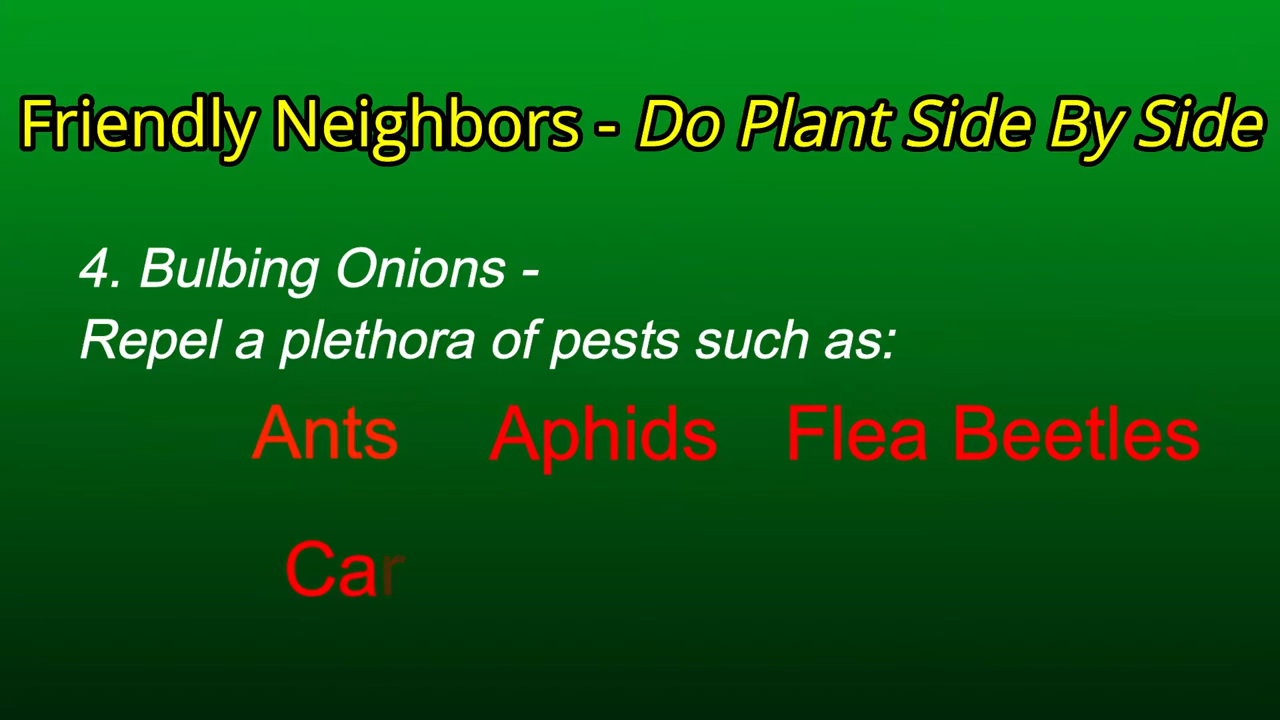 Friendly Neighbors - Do Plant Side By Side
4. Bulbing Onions -
Repel a plethora of pests such as:
Ants Aphids Flea Beetles
Car